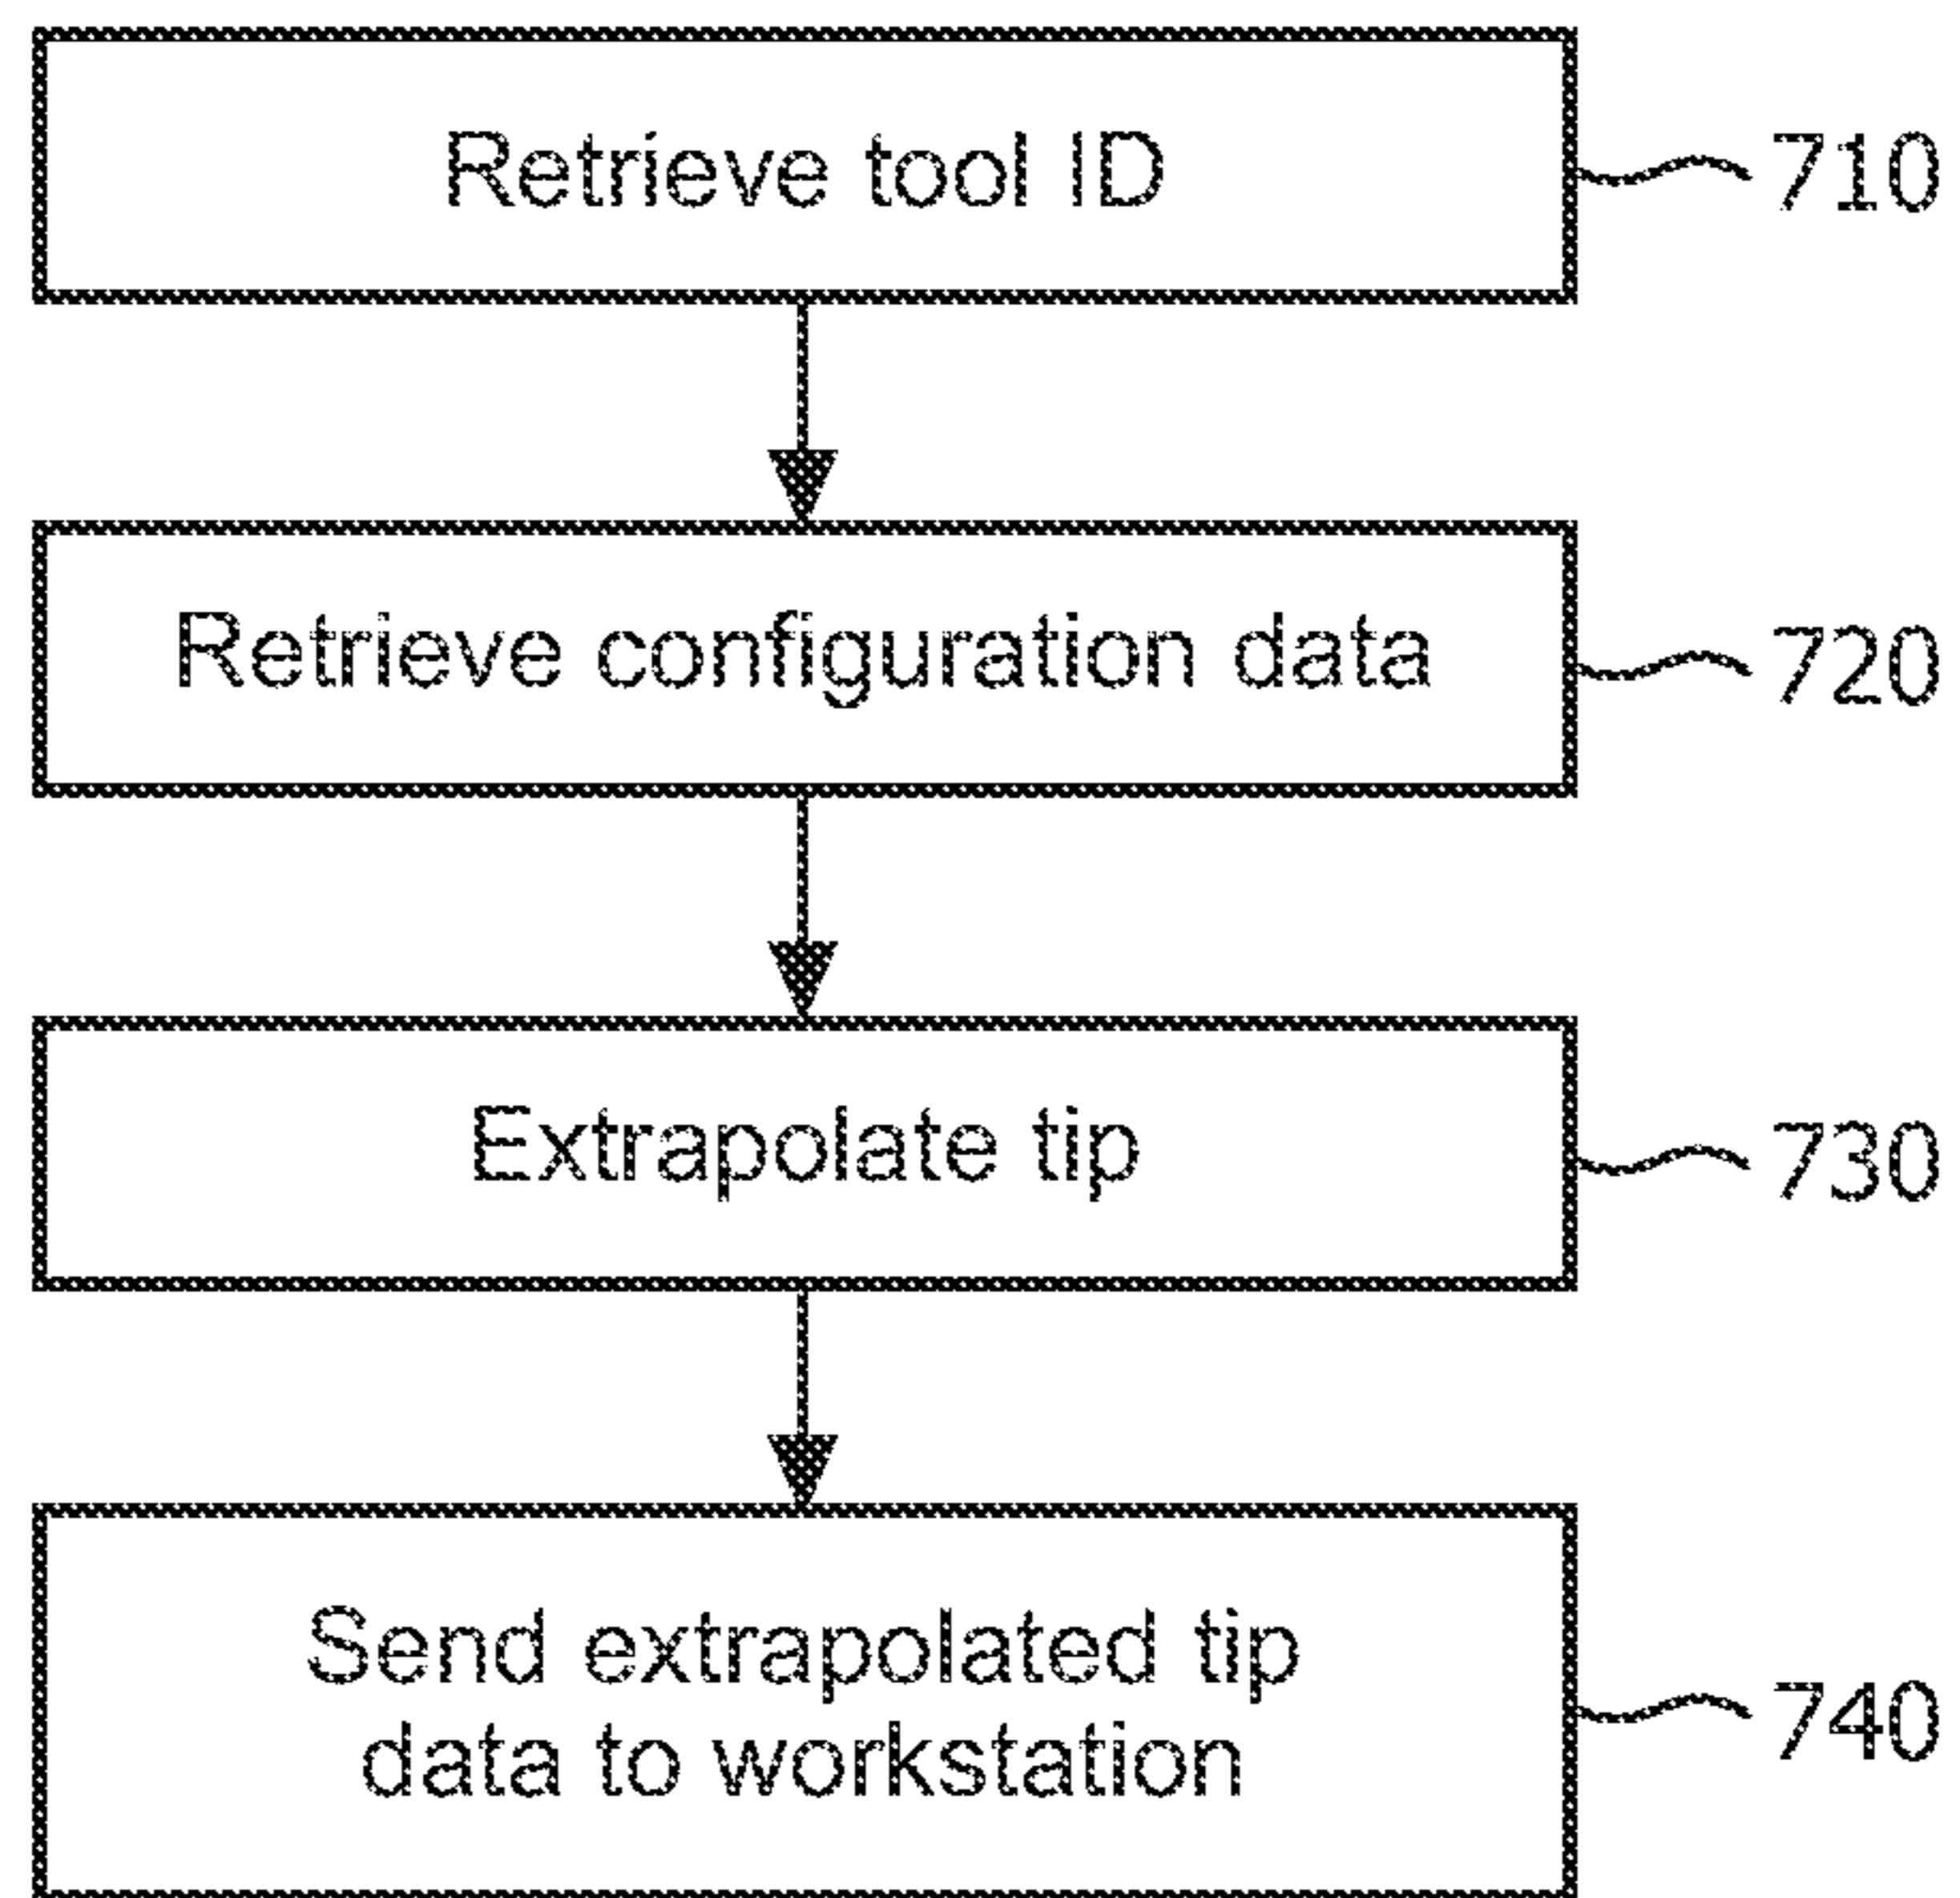 Retrieve tool ID
710
Retrieve configuration data
720
Extrapolate tip
730
Send extrapolated tip
data to workstation
740